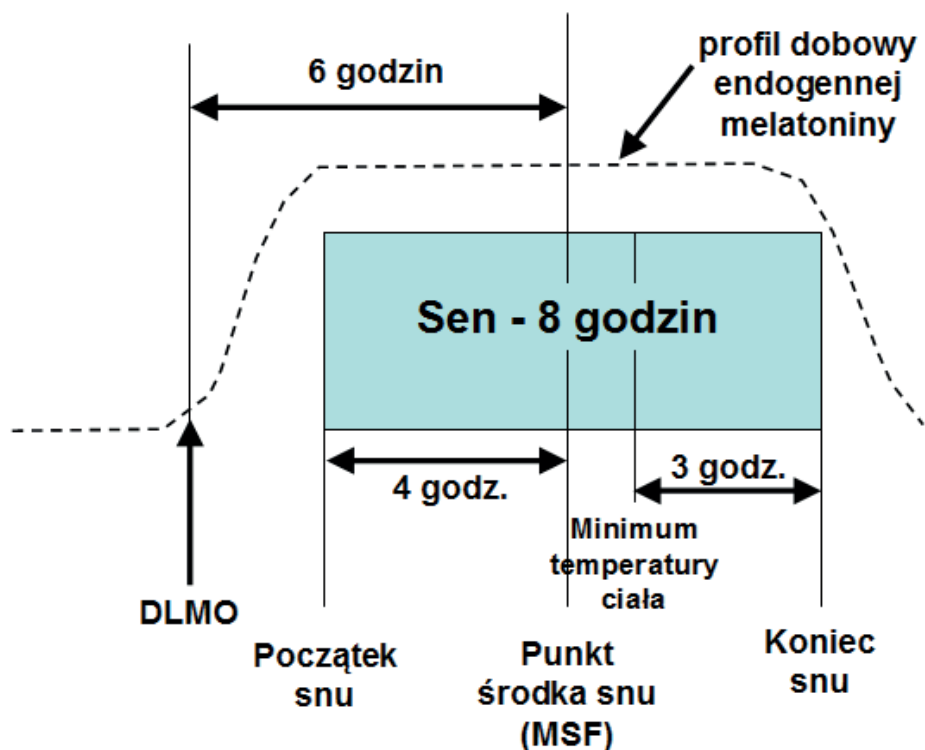 6 godzin
profil dobowy
endogennej
melatoniny
Sen - 8 godzin
4 godz.
3 godz.
Minimum
temperatury
ciała
DLMO
Początek
snu
Punkt
środka snu
(MSF)
Koniec
snu